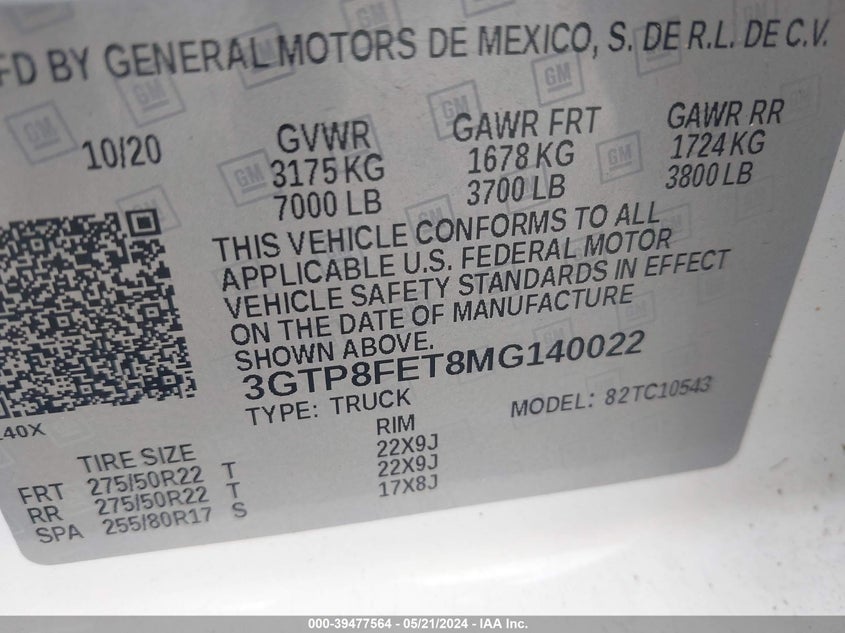 FD BY GENERAL MOTORS DE MEXICO, S. DE R.L. DE C.V.
10/20 GVWR GAWR FRT GAWR RR
3175 KG 1678 KG 1724 KG
7000 LB 3700 LB 3800 LB
THIS VEHICLE CONFORMS TO ALL
APPLICABLE U.S. FEDERAL MOTOR
VEHICLE SAFETY STANDARDS IN EFFECT
ON THE DATE OF MANUFACTURE
SHOWN ABOVE.
3GTP8FET8MG140022
TYPE: TRUCK MODEL: 82TC10543
140X
TIRE SIZE RIM
FRT 275/50R22 T 22X9J
RR 275/50R22 T 22X9J
SPA 255/80R17 S 17X8J
GM
000-39477564 - 05/21/2024 - IAA Inc.